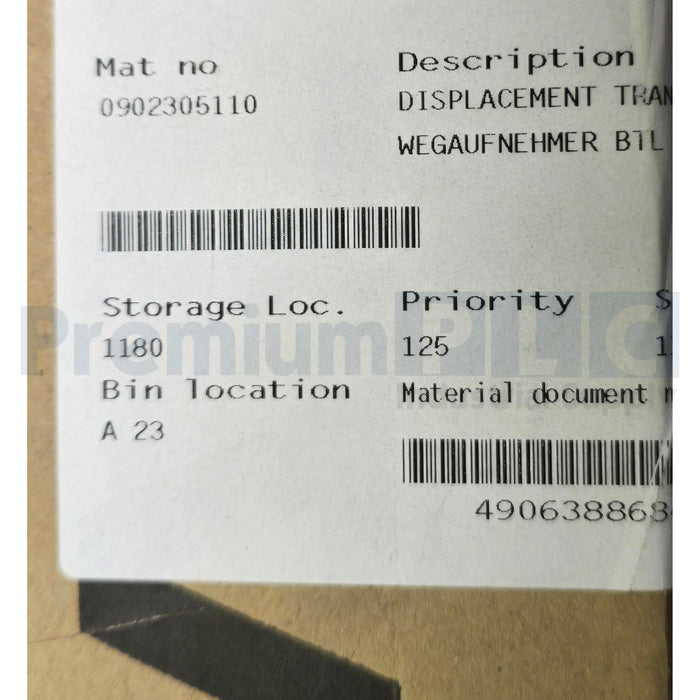 Mat no
0902305110
Description
DISPLACEMENT TRAN
WEGAUFNEHMER BTL
Storage Loc.
1180
Priority
125
Bin location
A 23
Material document
490638868
PremiumPLC